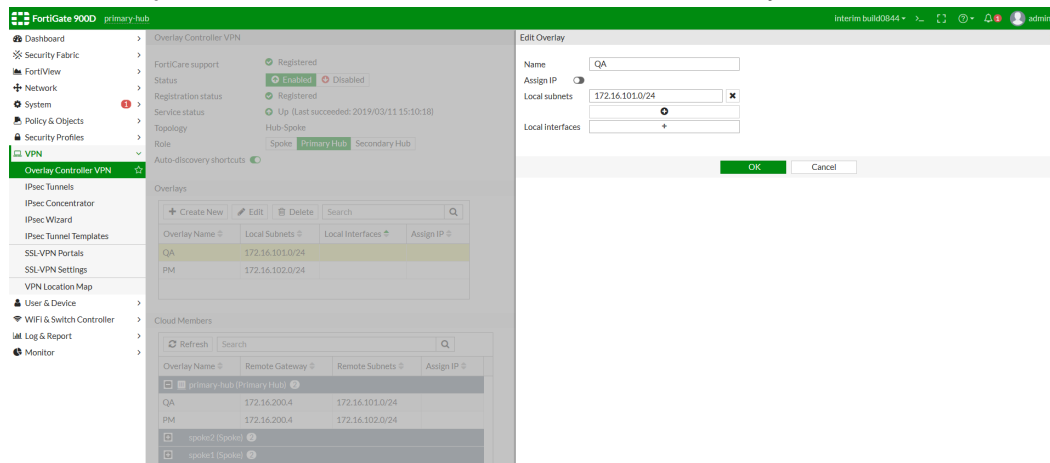 FortiGate 900D primary-hub interim build0844 >_ 1 admin
Dashboard
Security Fabric
FortiView
Network
System 1
Policy & Objects
Security Profiles
VPN
Overlay Controller VPN
IPsec Tunnels
IPsec Concentrator
IPsec Wizard
IPsec Tunnel Templates
SSL-VPN Portals
SSL-VPN Settings
VPN Location Map
User & Device
WiFi & Switch Controller
Log & Report
Monitor
Overlay Controller VPN
FortiCare support Registered
Status Enabled Disabled
Registration status Registered
Service status Up (Last succeeded: 2019/03/11 15:10:18)
Topology Hub-Spoke
Role Spoke Primary Hub Secondary Hub
Auto-discovery shortcuts
Overlays
+ Create New Edit Delete Search
Overlay Name Local Subnets Local Interfaces Assign IP
QA 172.16.101.0/24
PM 172.16.102.0/24
Cloud Members
Refresh Search
Overlay Name Remote Gateway Remote Subnets Assign IP
primary-hub (Primary Hub) 2
QA 172.16.200.4 172.16.101.0/24
PM 172.16.200.4 172.16.102.0/24
spoke2 (Spoke) 2
spoke1 (Spoke) 2
Edit Overlay
Name QA
Assign IP
Local subnets 172.16.101.0/24
Local interfaces +
OK Cancel